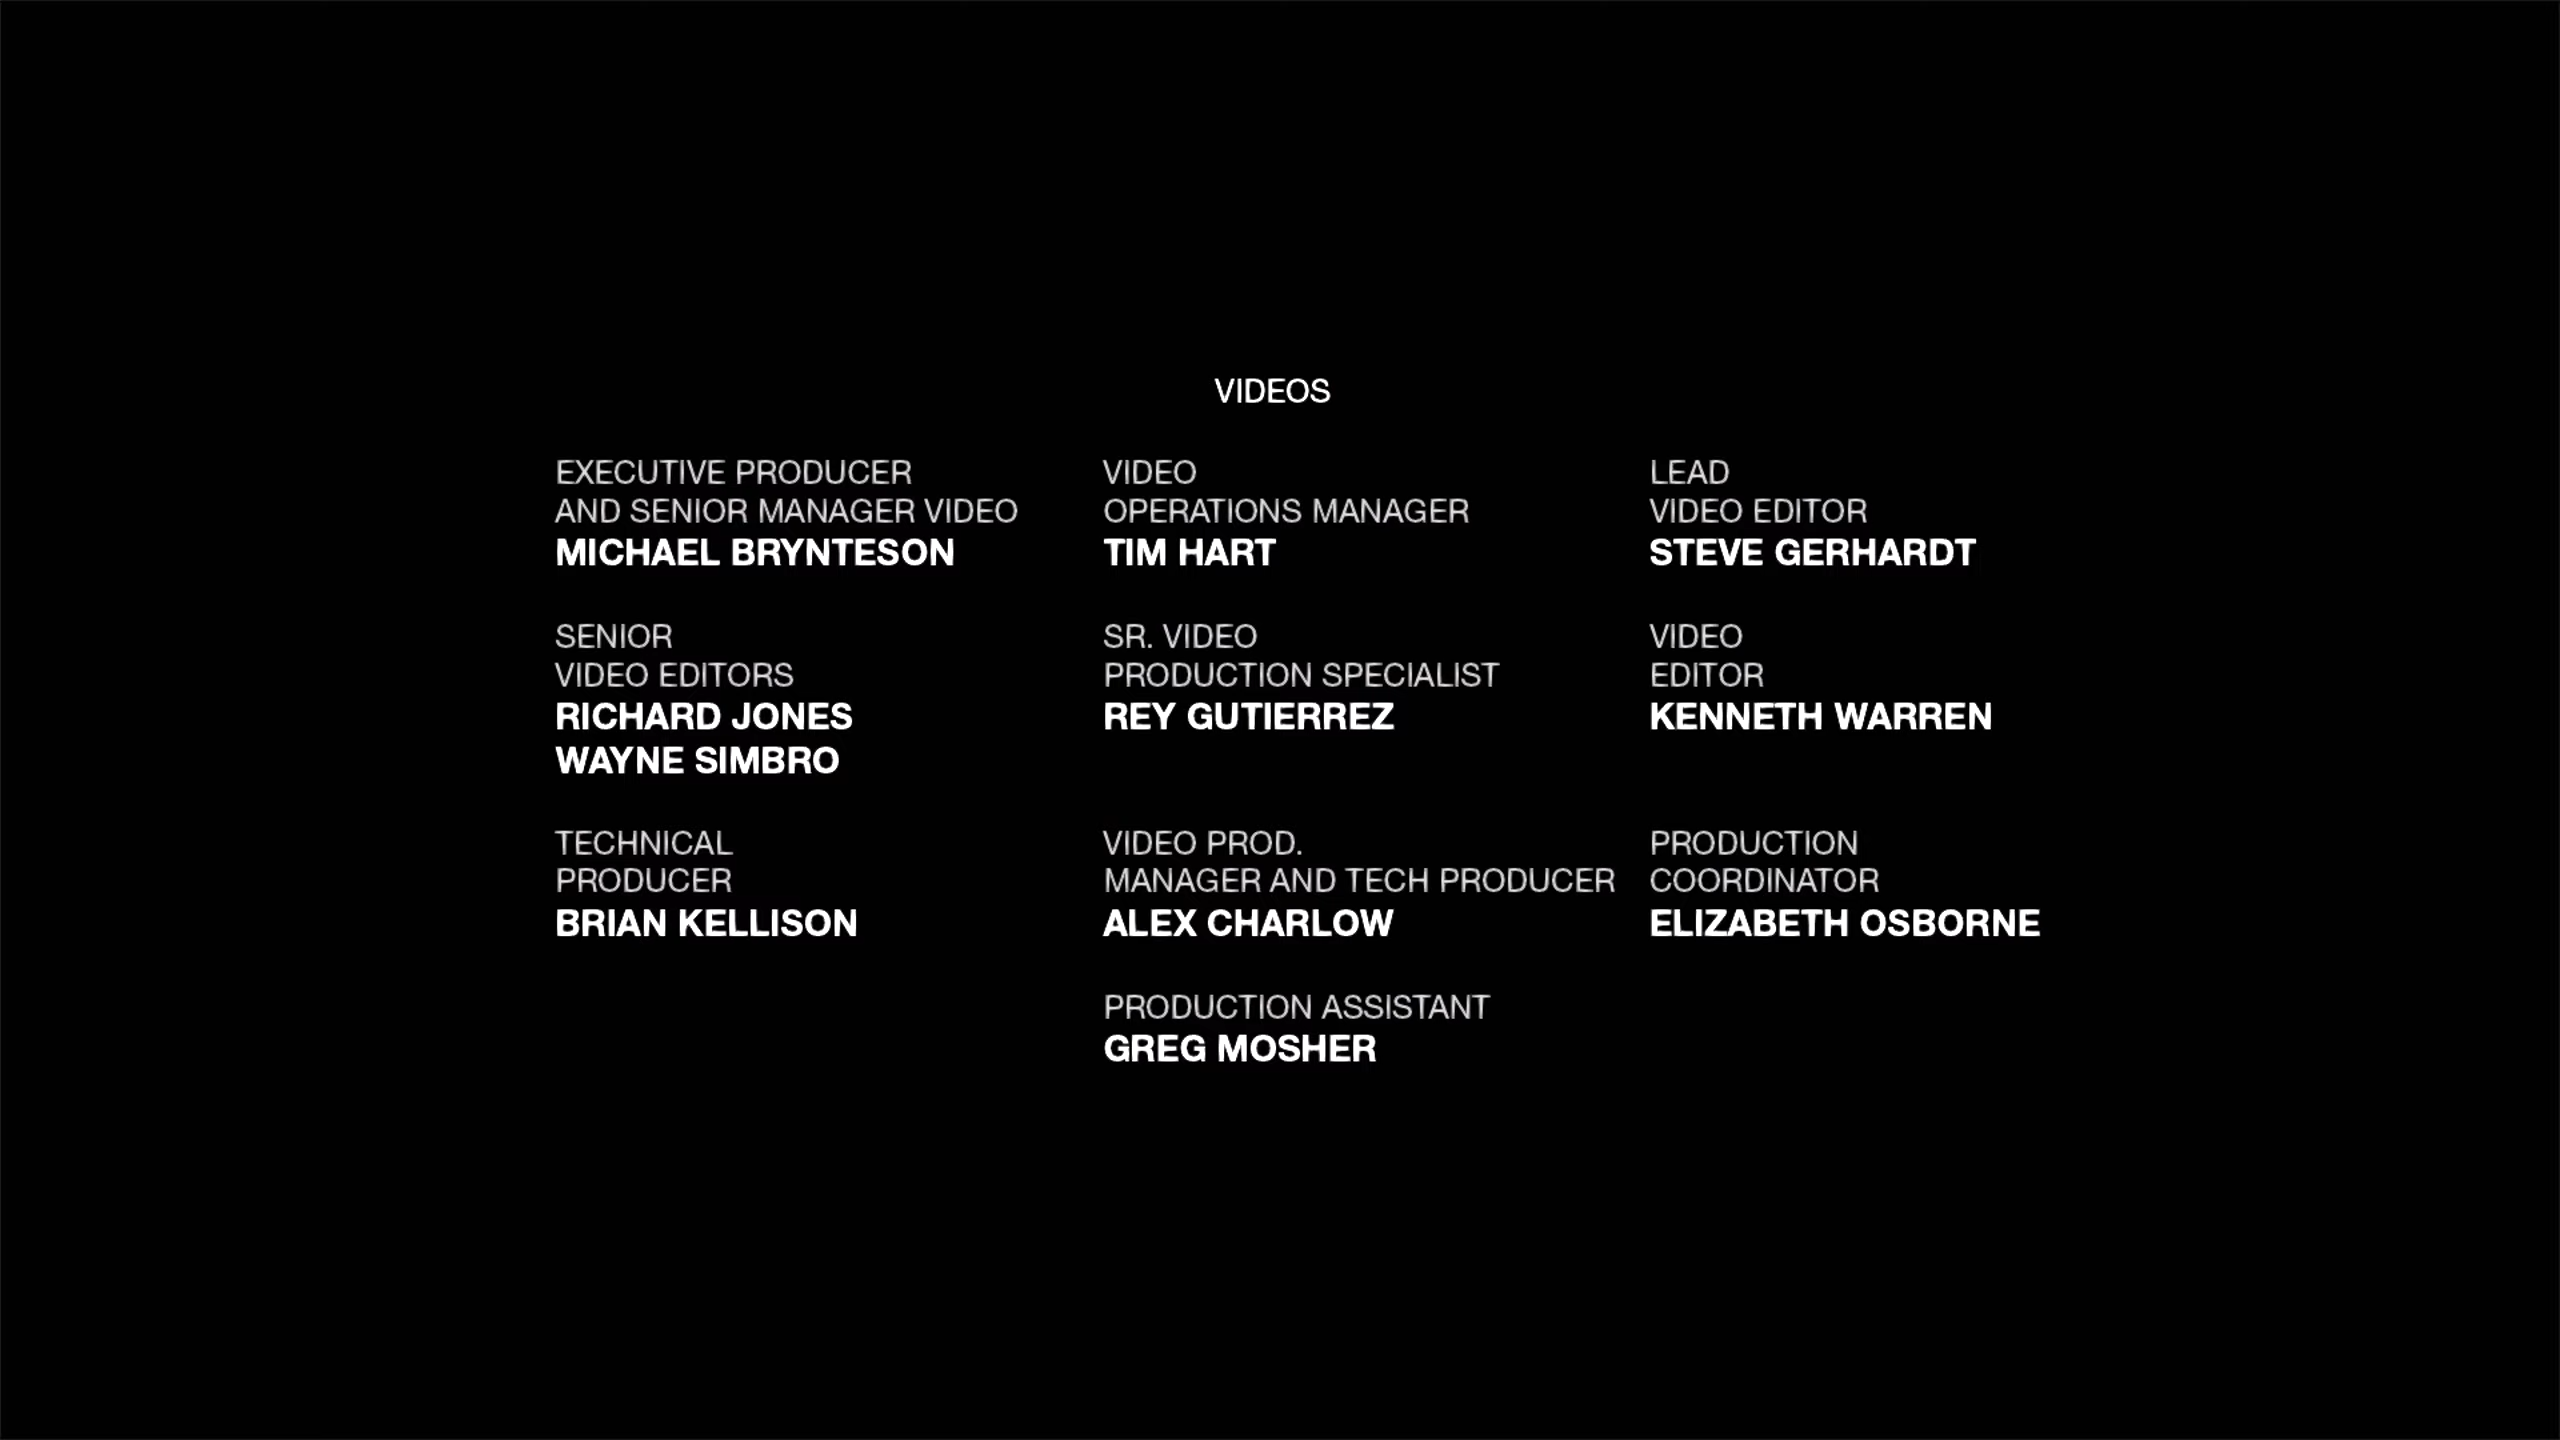 VIDEOS
EXECUTIVE PRODUCER
AND SENIOR MANAGER VIDEO
MICHAEL BRYNTESON
VIDEO
OPERATIONS MANAGER
TIM HART
LEAD
VIDEO EDITOR
STEVE GERHARDT
SENIOR
VIDEO EDITORS
RICHARD JONES
WAYNE SIMBRO
SR. VIDEO
PRODUCTION SPECIALIST
REY GUTIERREZ
VIDEO
EDITOR
KENNETH WARREN
TECHNICAL
PRODUCER
BRIAN KELLISON
VIDEO PROD.
MANAGER AND TECH PRODUCER
ALEX CHARLOW
PRODUCTION
COORDINATOR
ELIZABETH OSBORNE
PRODUCTION ASSISTANT
GREG MOSHER